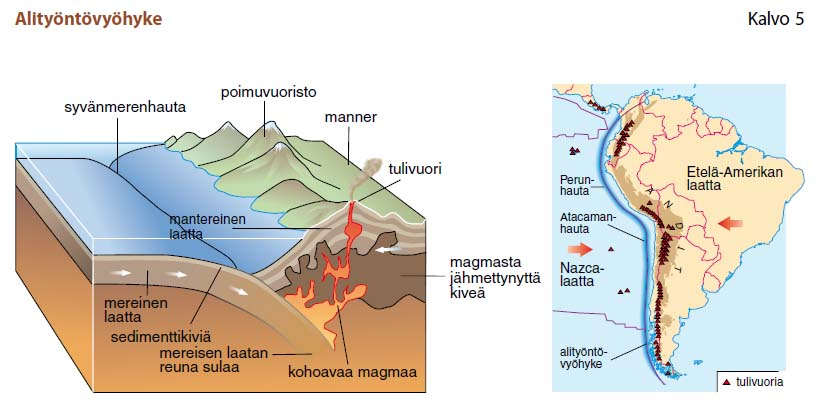 Alityöntövyöhyke
Kalvo 5
syvänmerenhauta
poimuvuoristo
manner
tulivuori
mantereinen
laatta
magmasta
jähmettynyttä
kiveä
mereinen
laatta
sedimenttikiviä
mereisen laatan
reuna sulaa
kohoavaa magmaa
Etelä-Amerikan
laatta
Perun-
hauta
Atacaman-
hauta
ANDIT
Nazca-
laatta
alityöntö-
vyöhyke
tulivuoria